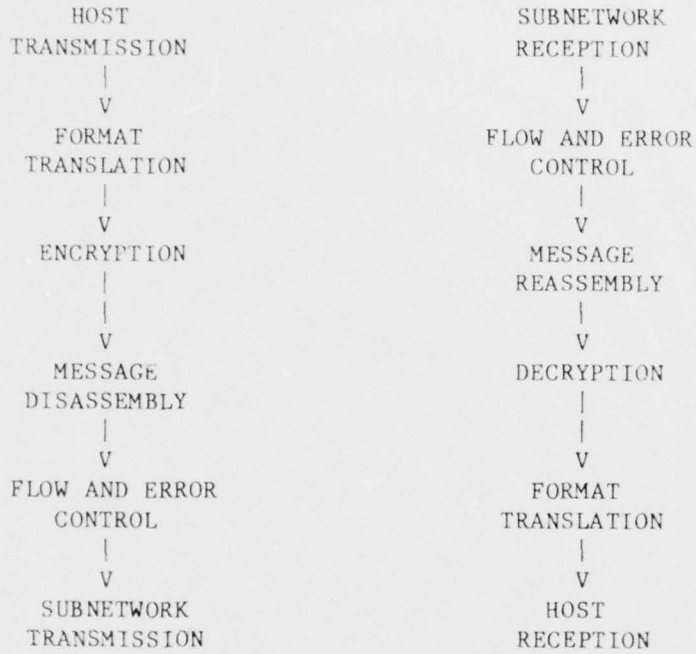 HOST
TRANSMISSION
|
V
FORMAT
TRANSLATION
|
V
ENCRYPTION
|
|
V
MESSAGE
DISASSEMBLY
|
V
FLOW AND ERROR
CONTROL
|
V
SUBNETWORK
TRANSMISSION
SUBNETWORK
RECEPTION
|
V
FLOW AND ERROR
CONTROL
|
V
MESSAGE
REASSEMBLY
|
V
DECRYPTION
|
|
V
FORMAT
TRANSLATION
|
V
HOST
RECEPTION